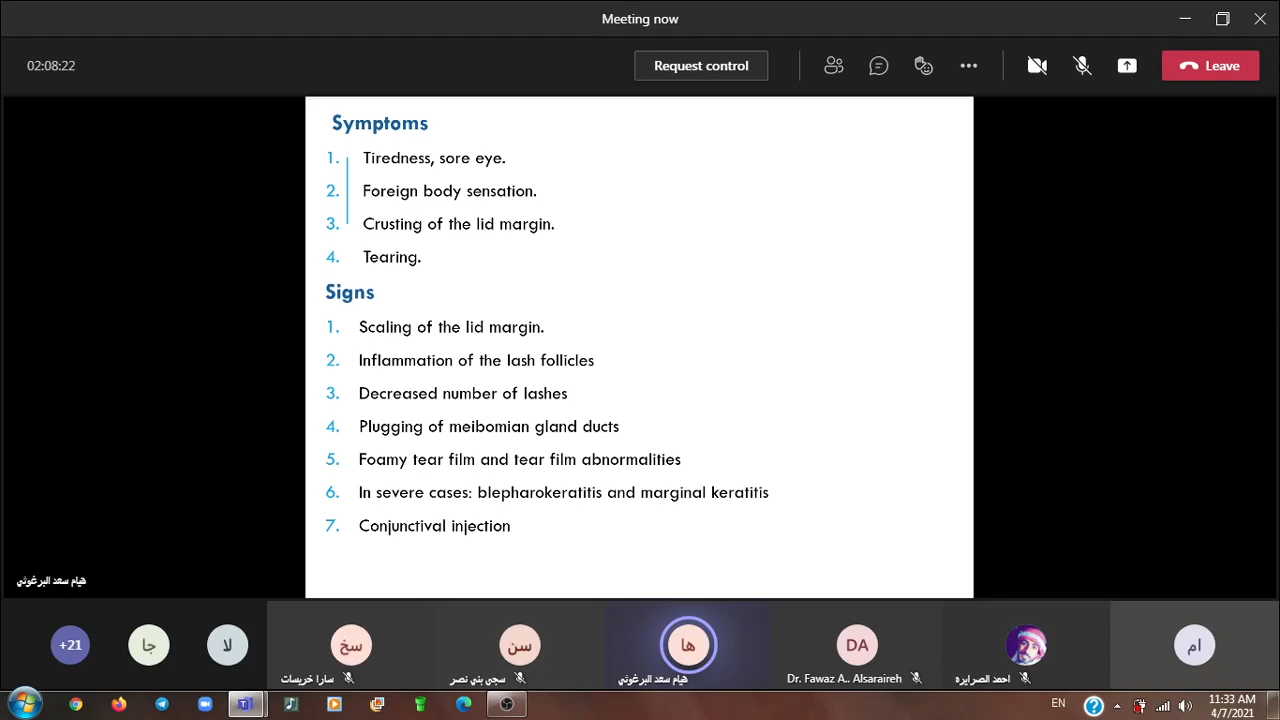 Meeting now
02:08:22
Request control
Leave
Symptoms
1. Tiredness, sore eye.
2. Foreign body sensation.
3. Crusting of the lid margin.
4. Tearing.
Signs
1. Scaling of the lid margin.
2. Inflammation of the lash follicles
3. Decreased number of lashes
4. Plugging of meibomian gland ducts
5. Foamy tear film and tear film abnormalities
6. In severe cases: blepharokeratitis and marginal keratitis
7. Conjunctival injection
هيام سعد البرغوثي
+21
جا
لا
سخ
سن
ها
DA
ام
سارا خريسات
سجى بني نصر
هيام سعد البرغوثي
Dr. Fawaz A.. Alsaraireh
احمد الصرايره
EN
11:33 AM
4/7/2021